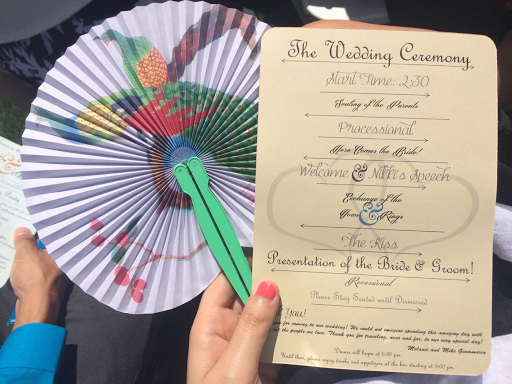 The Wedding Ceremony
Start Time: 2:30
Seating of the Parents
Processional
Here Comes the Bride!
Welcome & Nikki's Speech
Exchange of the
Vows & Rings
The Kiss
Presentation of the Bride & Groom!
Recessional
Please Stay Seated until Dismissed
You!
for coming to our wedding! We could not imagine spending this amazing day with
the people we love. Thank you for traveling, near and far, to our very special day!
Melanie and Mike
Dinner will begin at 6:00 pm.
Until then, please enjoy drinks and appetizers at the bar starting at 5:00 pm.